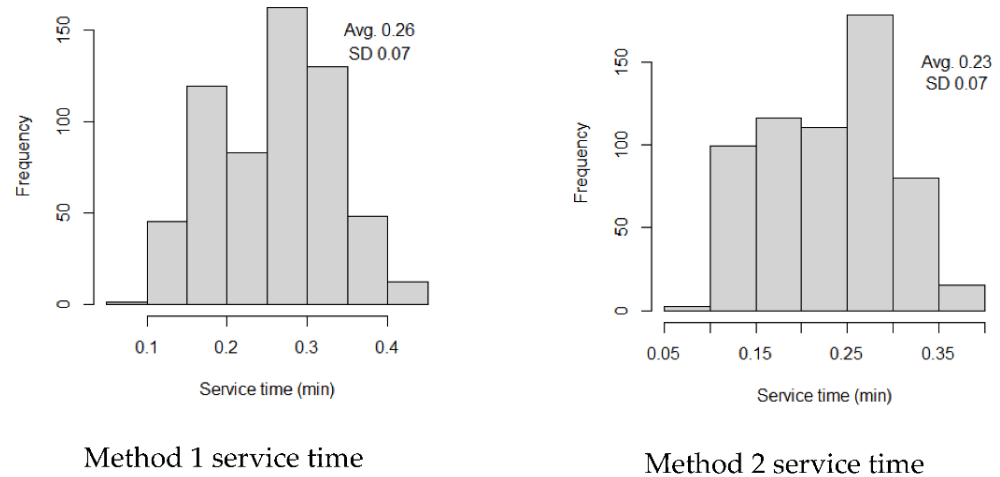 Avg. 0.26
SD 0.07
Frequency
0 50 100 150
0.1 0.2 0.3 0.4
Service time (min)
Method 1 service time
Avg. 0.23
SD 0.07
Frequency
0 50 100 150
0.05 0.15 0.25 0.35
Service time (min)
Method 2 service time